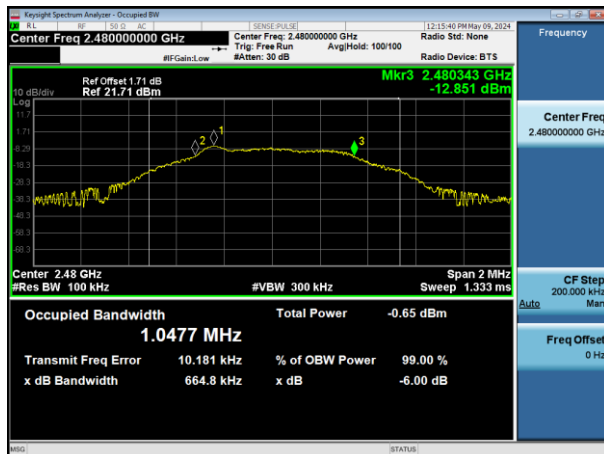 Keysight Spectrum Analyzer - Occupied BW
RL RF 50 Ω AC SENSE:PULSE 12:15:40 PM May 09, 2024
Center Freq 2.480000000 GHz
Center Freq: 2.480000000 GHz
Radio Std: None
Trig: Free Run Avg|Hold: 100/100
#IFGain:Low
#Atten: 30 dB
Radio Device: BTS
Frequency
Ref Offset 1.71 dB
Mkr3 2.480343 GHz
10 dB/div Ref 21.71 dBm
-12.851 dBm
Log
11.7
1.71
-0.29
-18.3
-28.3
-38.3
-48.3
-58.3
-68.3
1
2
3
Center 2.48 GHz
Span 2 MHz
#Res BW 100 kHz
#VBW 300 kHz
Sweep 1.333 ms
Occupied Bandwidth
Total Power -0.65 dBm
1.0477 MHz
Transmit Freq Error 10.181 kHz
% of OBW Power 99.00 %
x dB Bandwidth 664.8 kHz
x dB -6.00 dB
Center Freq
2.480000000 GHz
CF Step
200.000 kHz
Auto Man
Freq Offset
0 Hz
MSG
STATUS